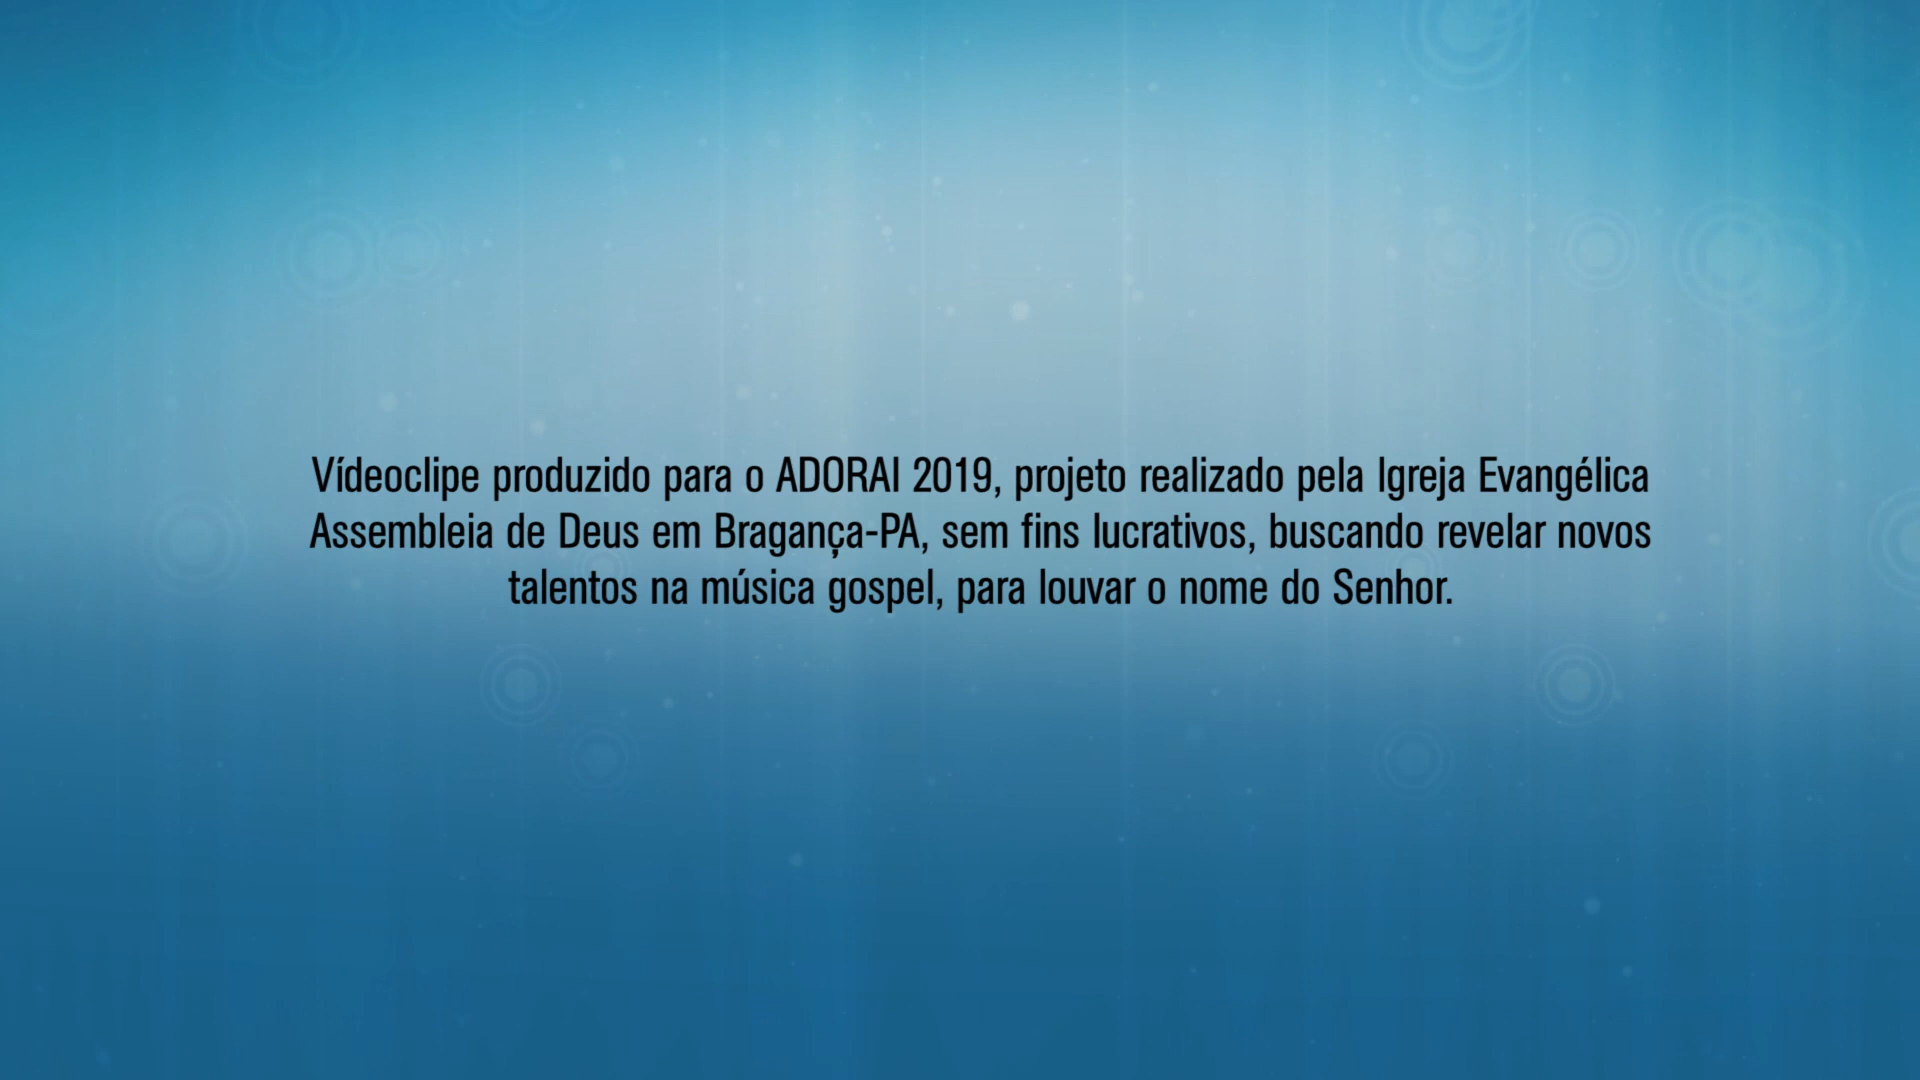 Vídeoclipe produzido para o ADORAI 2019, projeto realizado pela Igreja Evangélica
Assembleia de Deus em Bragança-PA, sem fins lucrativos, buscando revelar novos
talentos na música gospel, para louvar o nome do Senhor.